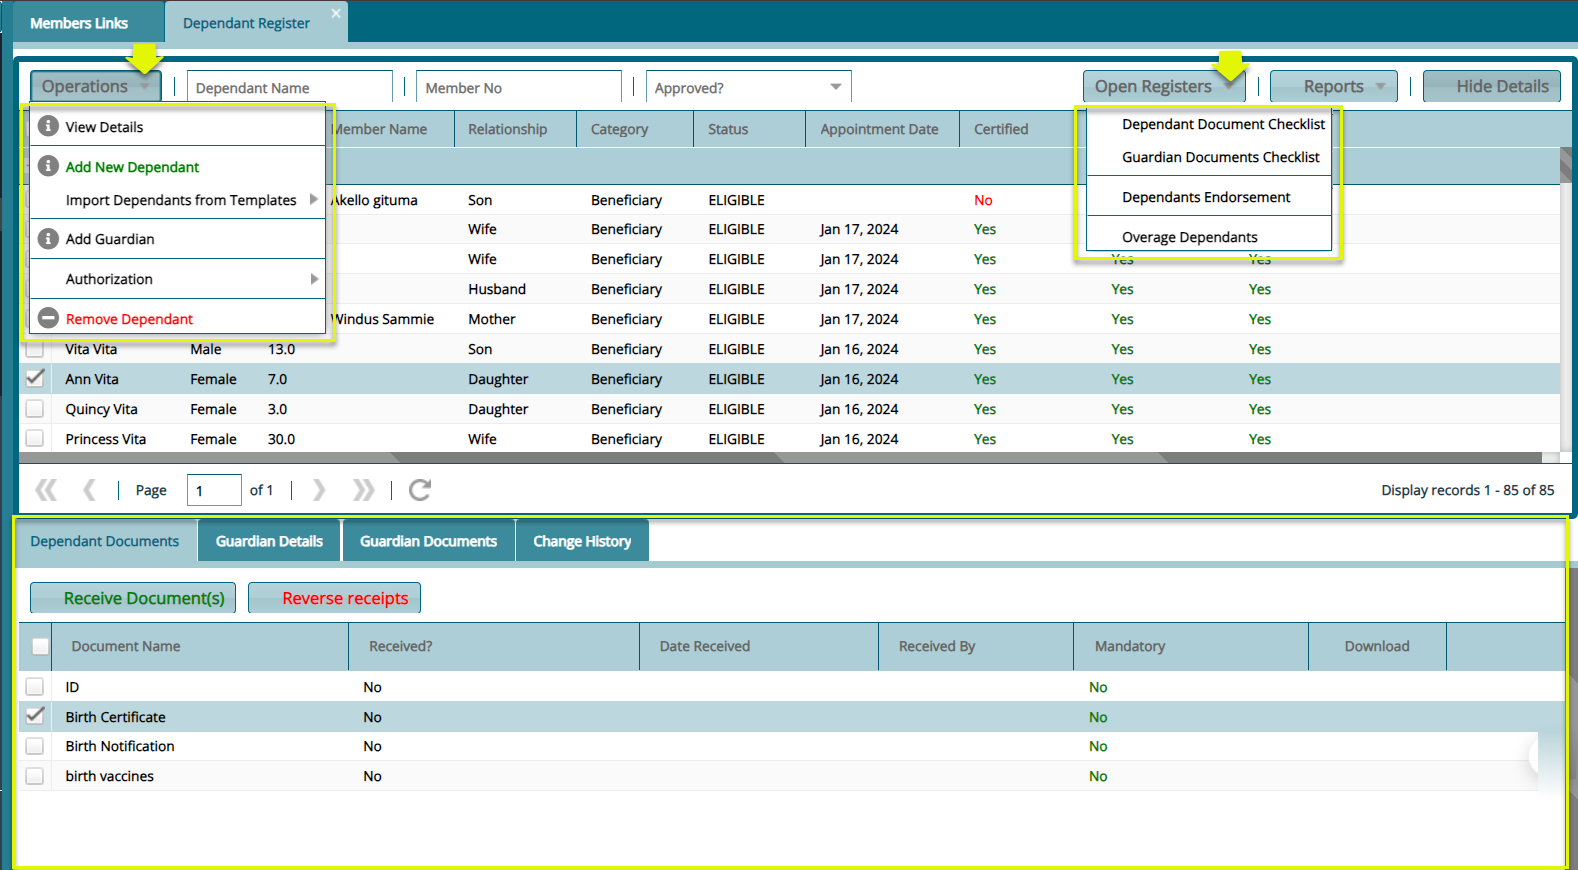 Members Links Dependant Register
Operations Dependant Name Member No Approved? Open Registers Reports Hide Details
View Details
Add New Dependant
Import Dependants from Templates
Add Guardian
Authorization
Remove Dependant
Dependant Document Checklist
Guardian Documents Checklist
Dependants Endorsement
Overage Dependants
Member Name Relationship Category Status Appointment Date Certified
Akello gituma Son Beneficiary ELIGIBLE No
Wife Beneficiary ELIGIBLE Jan 17, 2024 Yes
Wife Beneficiary ELIGIBLE Jan 17, 2024 Yes Yes Yes
Husband Beneficiary ELIGIBLE Jan 17, 2024 Yes Yes Yes
Windus Sammie Mother Beneficiary ELIGIBLE Jan 17, 2024 Yes Yes Yes
Vita Vita Male 13.0 Son Beneficiary ELIGIBLE Jan 16, 2024 Yes Yes Yes
Ann Vita Female 7.0 Daughter Beneficiary ELIGIBLE Jan 16, 2024 Yes Yes Yes
Quincy Vita Female 3.0 Daughter Beneficiary ELIGIBLE Jan 16, 2024 Yes Yes Yes
Princess Vita Female 30.0 Wife Beneficiary ELIGIBLE Jan 16, 2024 Yes Yes Yes
Page 1 of 1 Display records 1 - 85 of 85
Dependant Documents Guardian Details Guardian Documents Change History
Receive Document(s) Reverse receipts
Document Name Received? Date Received Received By Mandatory Download
ID No No
Birth Certificate No No
Birth Notification No No
birth vaccines No No